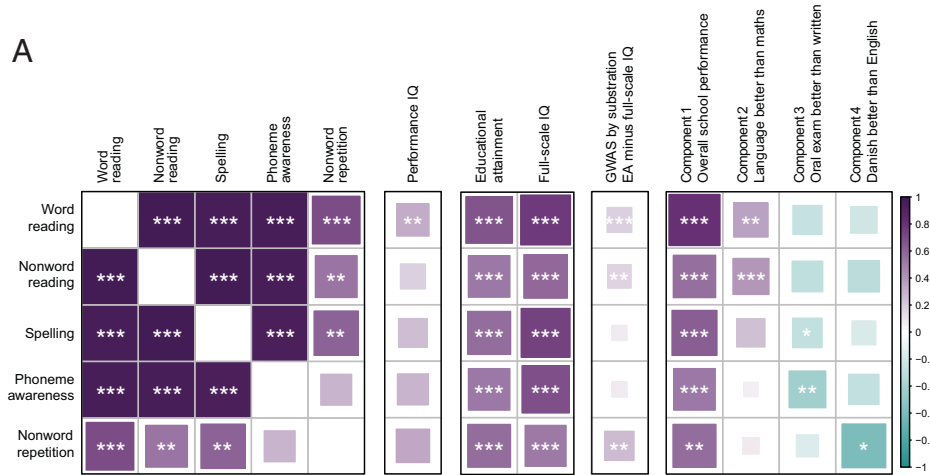 A
Word
reading
Nonword
reading
Spelling
Phoneme
awareness
Nonword
repetition
Performance IQ
Educational
attainment
Full-scale IQ
GWAS by substration
EA minus full-scale IQ
Component 1
Overall school performance
Component 2
Language better than maths
Component 3
Oral exam better than written
Component 4
Danish better than English
Word
reading
*** *** *** *** ** *** *** *** *** **
Nonword
reading
*** *** *** ** *** *** ** *** ***
Spelling
*** *** *** ** *** *** *** *
Phoneme
awareness
*** *** *** *** *** *** **
Nonword
repetition
*** ** ** *** *** ** ** *
1
0.8
0.6
0.4
0.2
0
−0.
−0.
−0.
−0.
−1